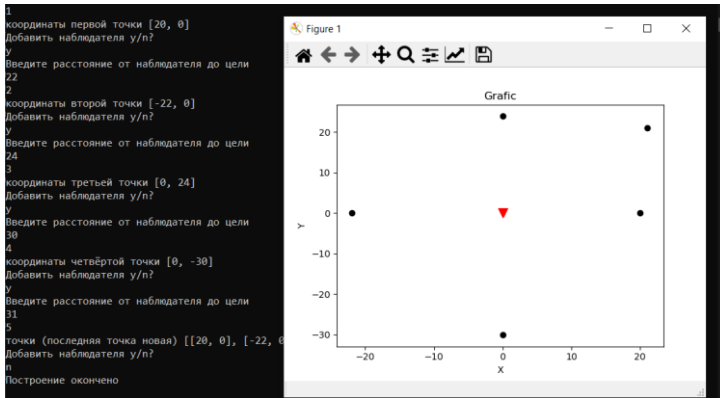 1
координаты первой точки [20, 0]
Добавить наблюдателя y/n?
y
Введите расстояние от наблюдателя до цели
22
2
координаты второй точки [-22, 0]
Добавить наблюдателя y/n?
y
Введите расстояние от наблюдателя до цели
24
3
координаты третьей точки [0, 24]
Добавить наблюдателя y/n?
y
Введите расстояние от наблюдателя до цели
30
4
координаты четвёртой точки [0, -30]
Добавить наблюдателя y/n?
y
Введите расстояние от наблюдателя до цели
31
5
точки (последняя точка новая) [[20, 0], [-22, 0
Добавить наблюдателя y/n?
n
Построение окончено
Figure 1
Grafic
20
10
0
−10
−20
−30
Y
−20 −10 0 10 20
X